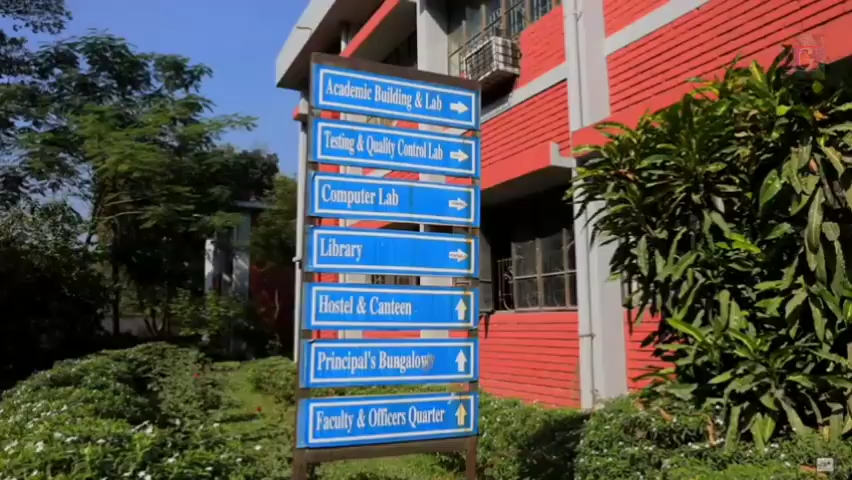 Academic Building & Lab
Testing & Quality Control Lab
Computer Lab
Library
Hostel & Canteen
Principal's Bungalow
Faculty & Officers Quarter